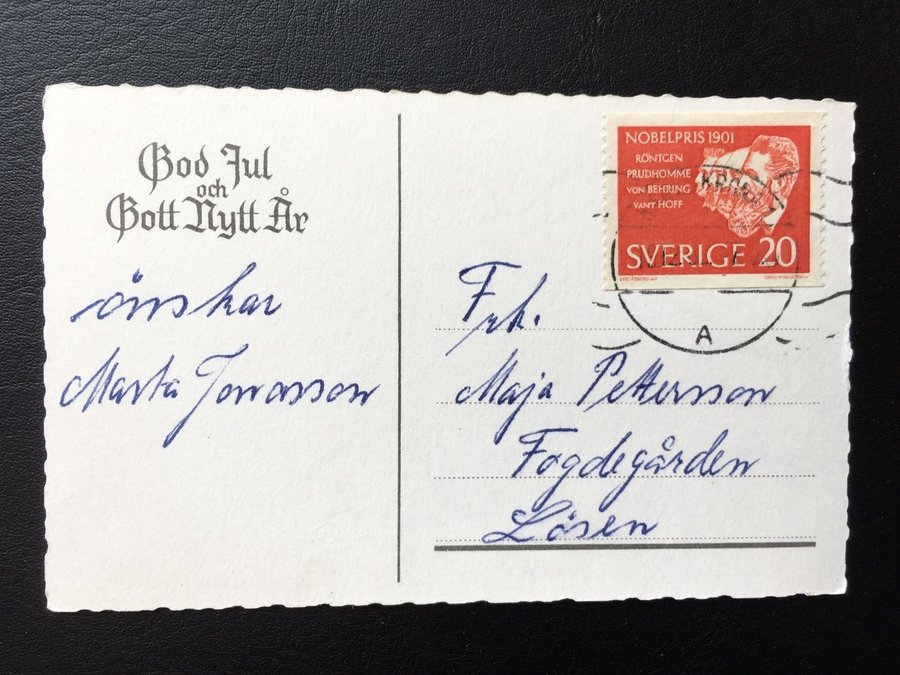 God Jul
och
Gott Nytt År
önskar
Marta Jonasson
NOBELPRIS 1901
RÖNTGEN
PRUDHOMME
VON BEHRING
VANT HOFF
SVERIGE 20
A
Frk.
Maja Pettersson
Fogdegården
Lösen